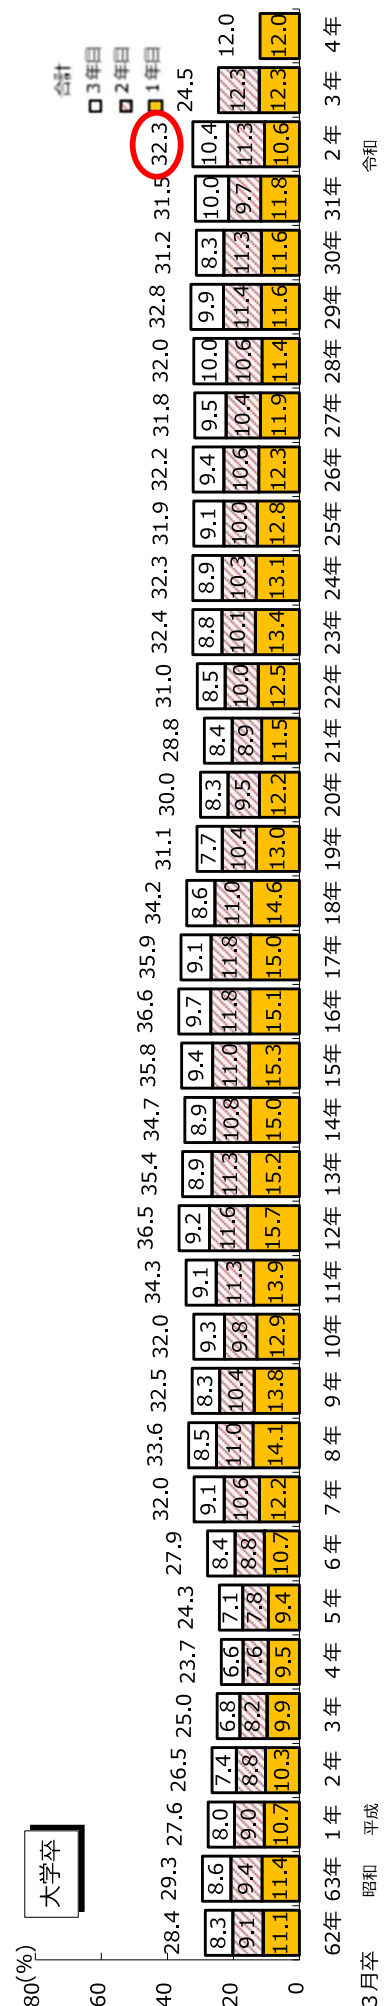 80(%)
大学卒
合計
3年目
2年目
1年目
60
40
20
0
28.4 29.3 27.6 26.5 25.0 23.7 24.3 27.9 32.0 33.6 32.5 32.0 34.3 36.5 35.4 34.7 35.8 36.6 35.9 34.2 31.1 30.0 28.8 31.0 32.4 32.3 31.9 32.2 31.8 32.0 32.8 31.2 31.5 32.3 24.5 12.0
8.3 8.6 8.0 7.4 6.8 6.6 7.1 8.4 9.1 8.5 8.3 9.3 9.1 9.2 8.9 8.9 9.4 9.7 9.1 8.6 7.7 8.3 8.4 8.5 8.8 8.9 9.1 9.4 9.5 10.0 9.9 8.3 10.0 10.4
9.1 9.4 9.0 8.8 8.2 7.6 7.8 8.8 10.6 11.0 10.4 9.8 11.3 11.6 11.3 10.8 11.0 11.8 11.8 11.0 10.4 9.5 8.9 10.0 10.1 10.3 10.0 10.6 10.4 10.6 11.4 11.3 9.7 11.3 12.3
11.1 11.4 10.7 10.3 9.9 9.5 9.4 10.7 12.2 14.1 13.8 12.9 13.9 15.7 15.2 15.0 15.3 15.1 15.0 14.6 13.0 12.2 11.5 12.5 13.4 13.1 12.8 12.3 11.9 11.4 11.6 11.6 11.8 10.6 12.3 12.0
62年 63年 1年 2年 3年 4年 5年 6年 7年 8年 9年 10年 11年 12年 13年 14年 15年 16年 17年 18年 19年 20年 21年 22年 23年 24年 25年 26年 27年 28年 29年 30年 31年 2年 3年 4年
3月卒 昭和 平成 令和